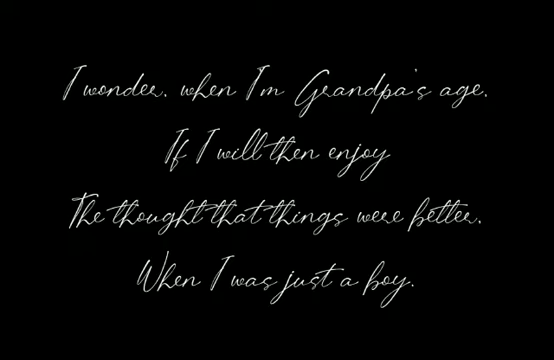 I wonder, when I'm Grandpa's age,
If I will then enjoy
The thought that things were better,
When I was just a boy.